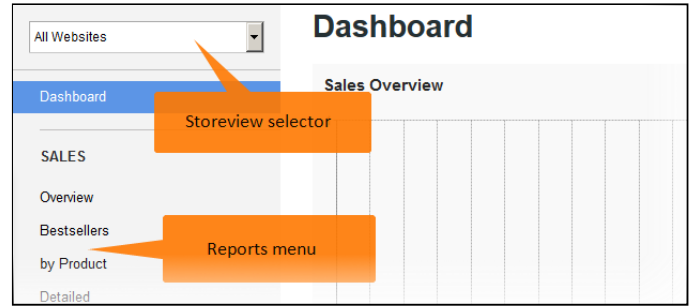 All Websites
Dashboard
Storeview selector
SALES
Overview
Bestsellers
by Product
Detailed
Reports menu
Dashboard
Sales Overview